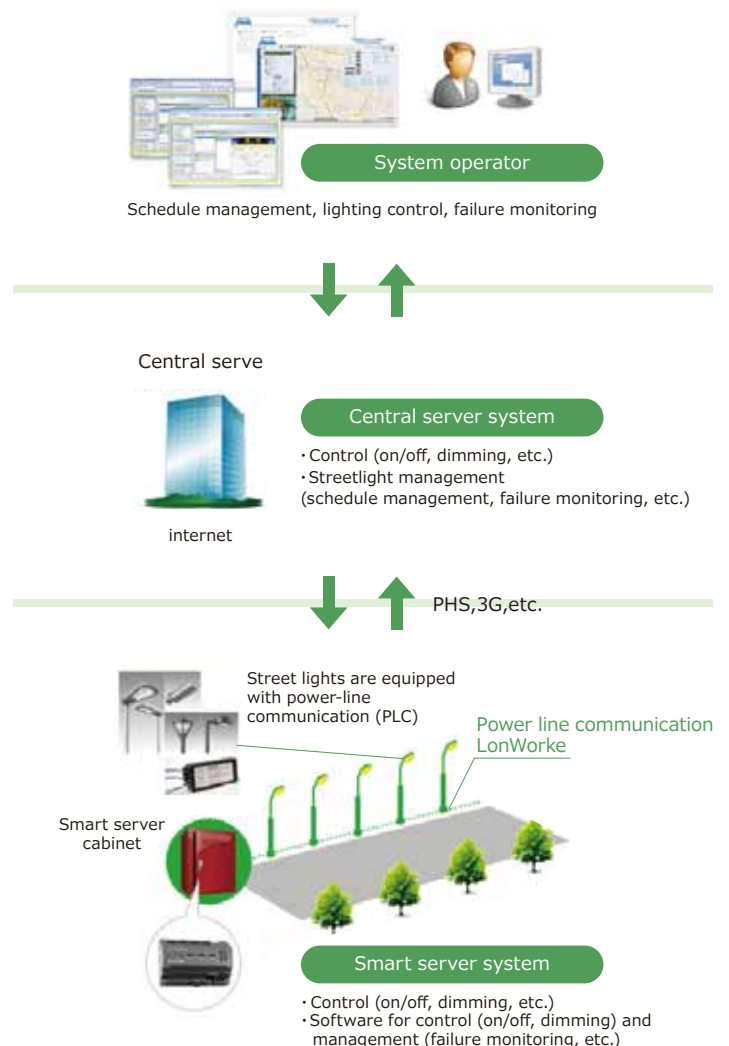 System operator
Schedule management, lighting control, failure monitoring
Central serve
Central server system
・Control (on/off, dimming, etc.)
・Streetlight management
(schedule management, failure monitoring, etc.)
internet
PHS,3G,etc.
Street lights are equipped
with power-line
communication (PLC)
Power line communication
LonWorke
Smart server
cabinet
Smart server system
・Control (on/off, dimming, etc.)
・Software for control (on/off, dimming) and
management (failure monitoring, etc.)